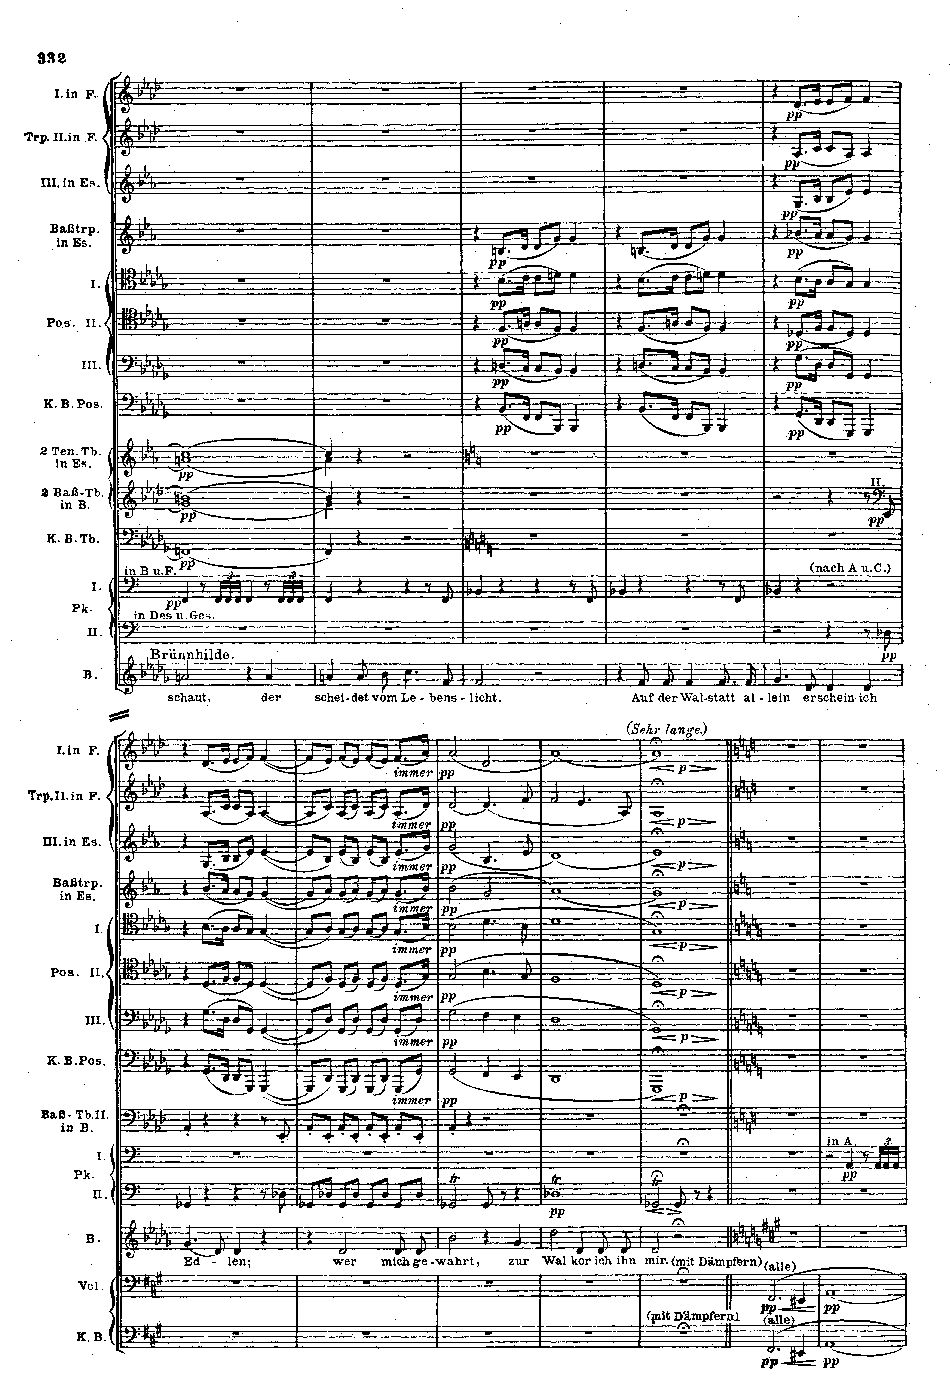 332
I. in F.
pp
Trp. II. in F.
pp
III. in Es.
pp
Baßtrp.
in Es.
pp
pp
I.
pp
pp
Pos. II.
pp
pp
III.
pp
pp
K. B. Pos.
pp
pp
2 Ten. Tb.
in Es.
pp
2 Baß-Tb.
in B.
pp
II.
pp
K. B. Tb.
pp
in B u. F.
(nach A u. C.)
I.
Pk.
pp
in Des u. Ges.
II.
pp
Brünnhilde.
B.
schaut, der schei-det vom Le-bens-licht. Auf der Wal-statt al-lein erschein ich
(Sehr lange.)
I. in F.
immer pp
p
Trp. II. in F.
immer pp
p
III. in Es.
immer pp
p
Baßtrp.
in Es.
immer pp
p
I.
immer pp
p
Pos. II.
immer pp
p
III.
immer pp
p
K. B. Pos.
immer pp
p
Baß-Tb. II.
in B.
in A.
3
I.
Pk.
pp
II.
tr tr tr
pp
B.
Ed-len; wer mich ge-wahrt, zur Wal kor ich ihn mir.
(mit Dämpfern) (alle)
Vcl.
pp pp
(mit Dämpfern) (alle)
K. B.
pp pp